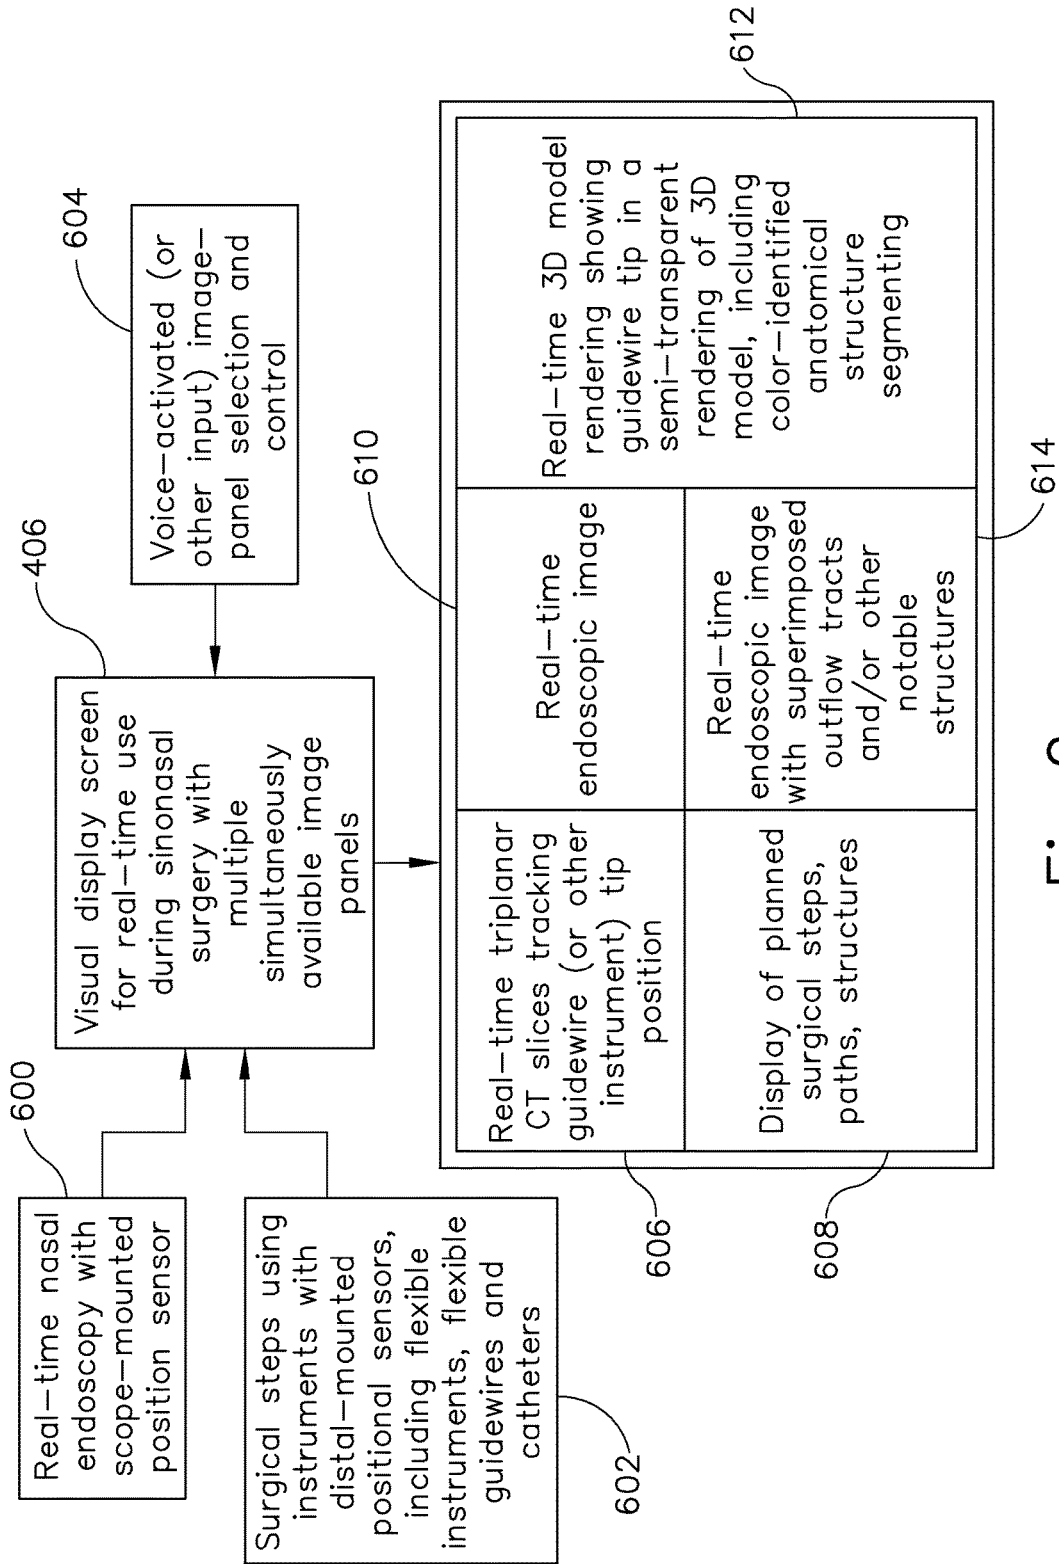 600
Real-time nasal
endoscopy with
scope-mounted
position sensor
Surgical steps using
instruments with
distal-mounted
positional sensors,
including flexible
instruments, flexible
guidewires and
catheters
602
406
Visual display screen
for real-time use
during sinonasal
surgery with
multiple
simultaneously
available image
panels
604
Voice-activated (or
other input) image-
panel selection and
control
606
Real-time triplanar
CT slices tracking
guidewire (or other
instrument) tip
position
608
Display of planned
surgical steps,
paths, structures
610
Real-time
endoscopic image
Real-time
endoscopic image
with superimposed
outflow tracts
and/or other
notable
structures
614
Real-time 3D model
rendering showing
guidewire tip in a
semi-transparent
rendering of 3D
model, including
color-identified
anatomical
structure
segmenting
612